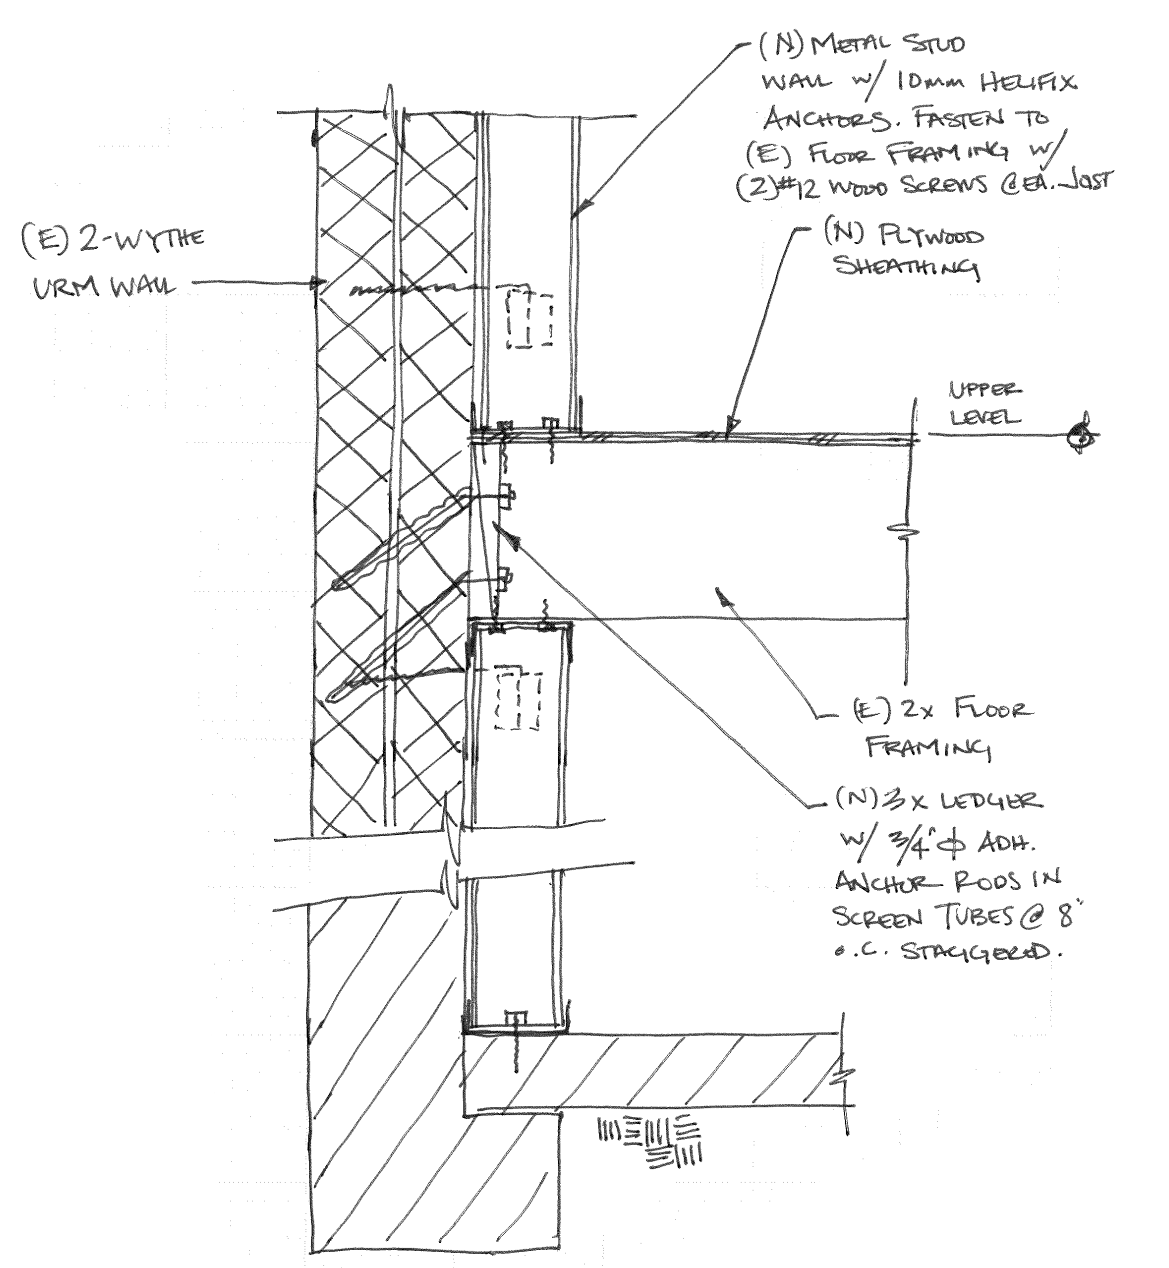 (N) METAL STUD
WALL W/ 10mm HELIFIX
ANCHORS. FASTEN TO
(E) FLOOR FRAMING W/
(2) #12 WOOD SCREWS @ EA. JOIST
(N) PLYWOOD
SHEATHING
(E) 2-WYTHE
URM WALL
UPPER
LEVEL
(E) 2x FLOOR
FRAMING
(N) 3x LEDGER
W/ 3/4"ϕ ADH.
ANCHOR RODS IN
SCREEN TUBES @ 8"
O.C. STAGGERED.